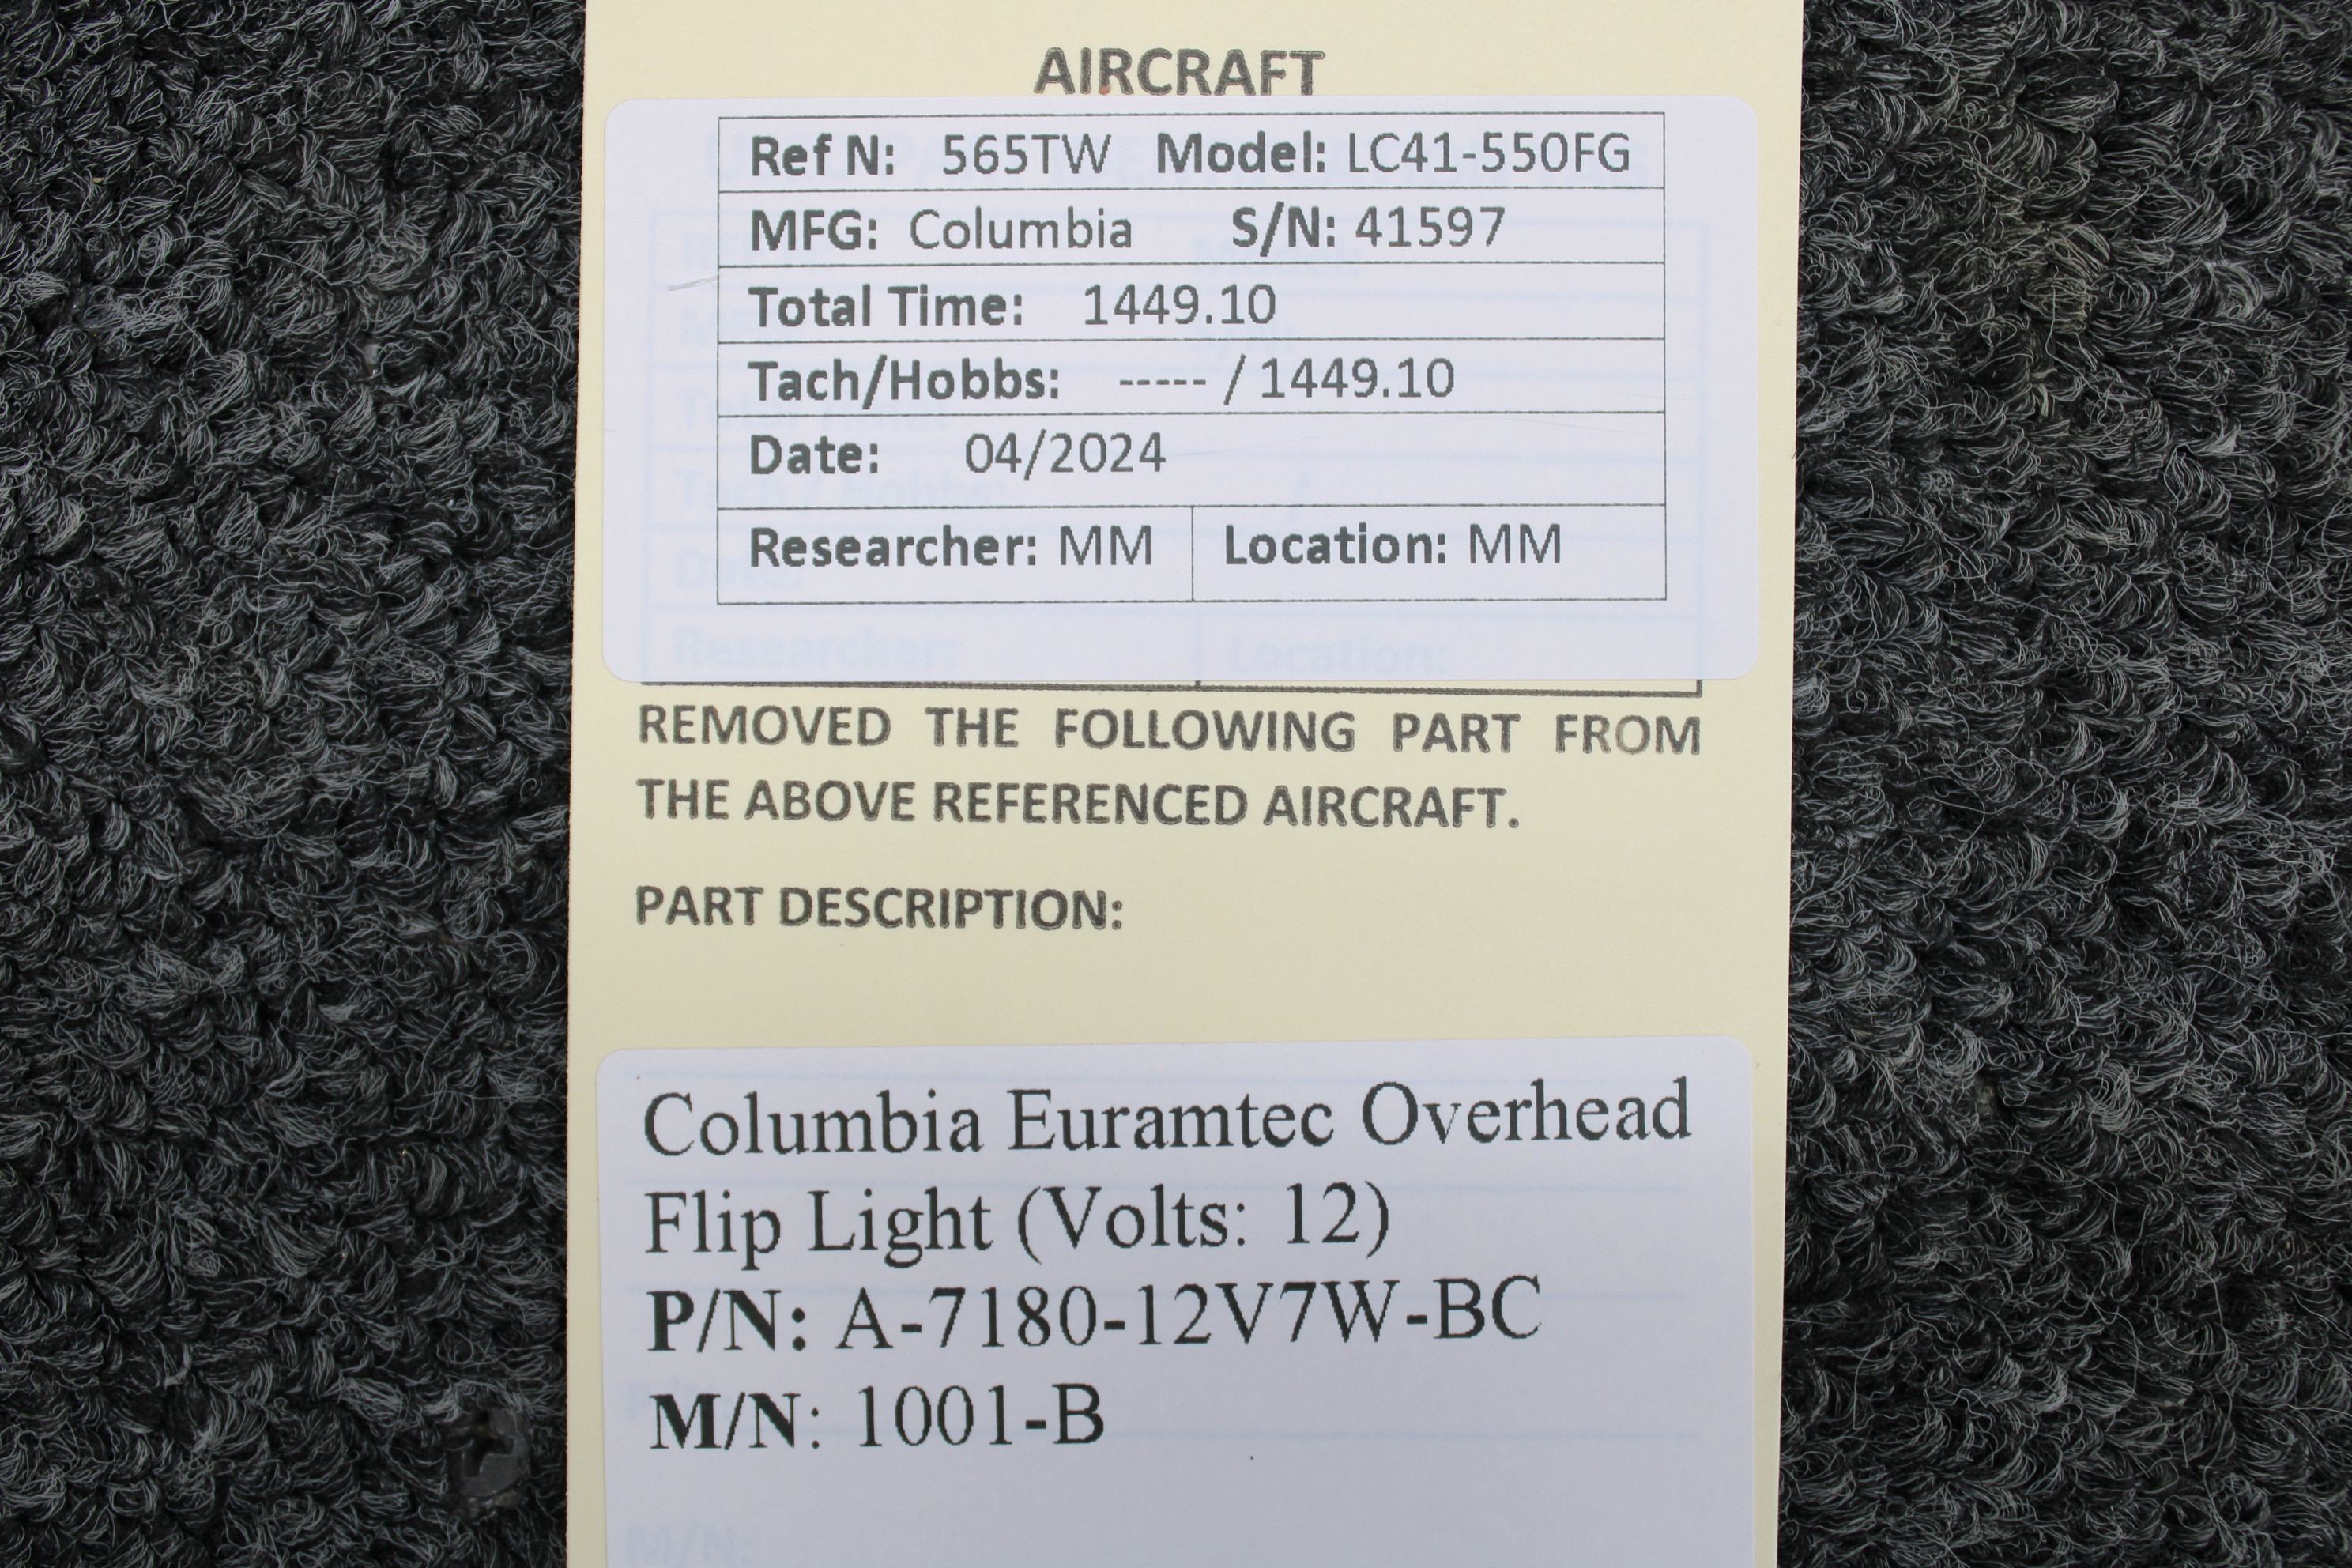 AIRCRAFT
Ref N: 565TW Model: LC41-550FG
MFG: Columbia S/N: 41597
Total Time: 1449.10
Tach/Hobbs: ----- / 1449.10
Date: 04/2024
Researcher: MM Location: MM
Researcher: Location:
REMOVED THE FOLLOWING PART FROM
THE ABOVE REFERENCED AIRCRAFT.
PART DESCRIPTION:
Columbia Euramtec Overhead
Flip Light (Volts: 12)
P/N: A-7180-12V7W-BC
M/N: 1001-B
M/N: